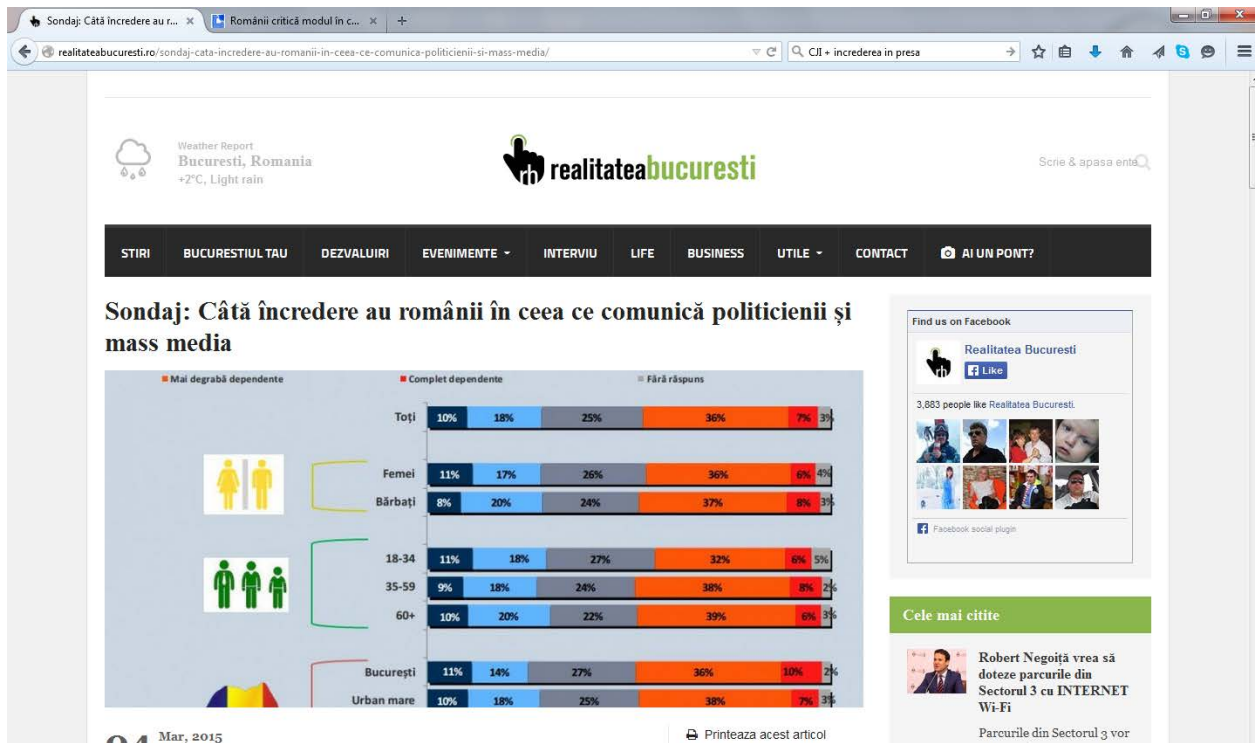 Sondaj: Câtă încredere au r...
Românii critică modul în c...
realitateabucuresti.ro/sondaj-cata-incredere-au-romanii-in-ceea-ce-comunica-politicienii-si-mass-media/
CJI + increderea in presa
Weather Report
Bucuresti, Romania
+2°C, Light rain
rb realitateabucuresti
Scrie & apasa ente
STIRI BUCURESTIUL TAU DEZVALUIRI EVENIMENTE INTERVIU LIFE BUSINESS UTILE CONTACT AI UN PONT?
Sondaj: Câtă încredere au românii în ceea ce comunică politicienii și
mass media
Mai degrabă dependente Complet dependente Fără răspuns
Toți 10% 18% 25% 36% 7% 3%
Femei 11% 17% 26% 36% 6% 4%
Bărbați 8% 20% 24% 37% 8% 3%
18-34 11% 18% 27% 32% 6% 5%
35-59 9% 18% 24% 38% 8% 2%
60+ 10% 20% 22% 39% 6% 3%
București 11% 14% 27% 36% 10% 2%
Urban mare 10% 18% 25% 38% 7% 3%
Mar, 2015
Printeaza acest articol
Find us on Facebook
Realitatea Bucuresti
Like
3,883 people like Realitatea Bucuresti.
Facebook social plugin
Cele mai citite
Robert Negoiță vrea să
doteze parcurile din
Sectorul 3 cu INTERNET
Wi-Fi
Parcurile din Sectorul 3 vor